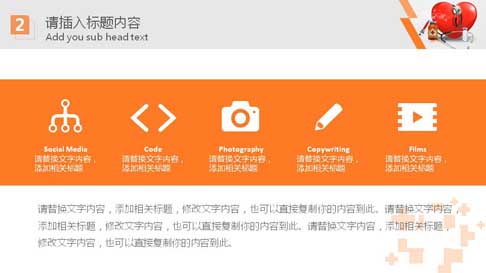 2
请插入标题内容
Add you sub head text
Social Media
请替换文字内容，
添加相关标题
Code
请替换文字内容，
添加相关标题
Photography
请替换文字内容，
添加相关标题
Copywriting
请替换文字内容，
添加相关标题
Films
请替换文字内容，
添加相关标题
请替换文字内容，添加相关标题，修改文字内容，也可以直接复制你的内容到此。请替换文字内容，
添加相关标题，修改文字内容，也可以直接复制你的内容到此。请替换文字内容，添加相关标题，
修改文字内容，也可以直接复制你的内容到此。